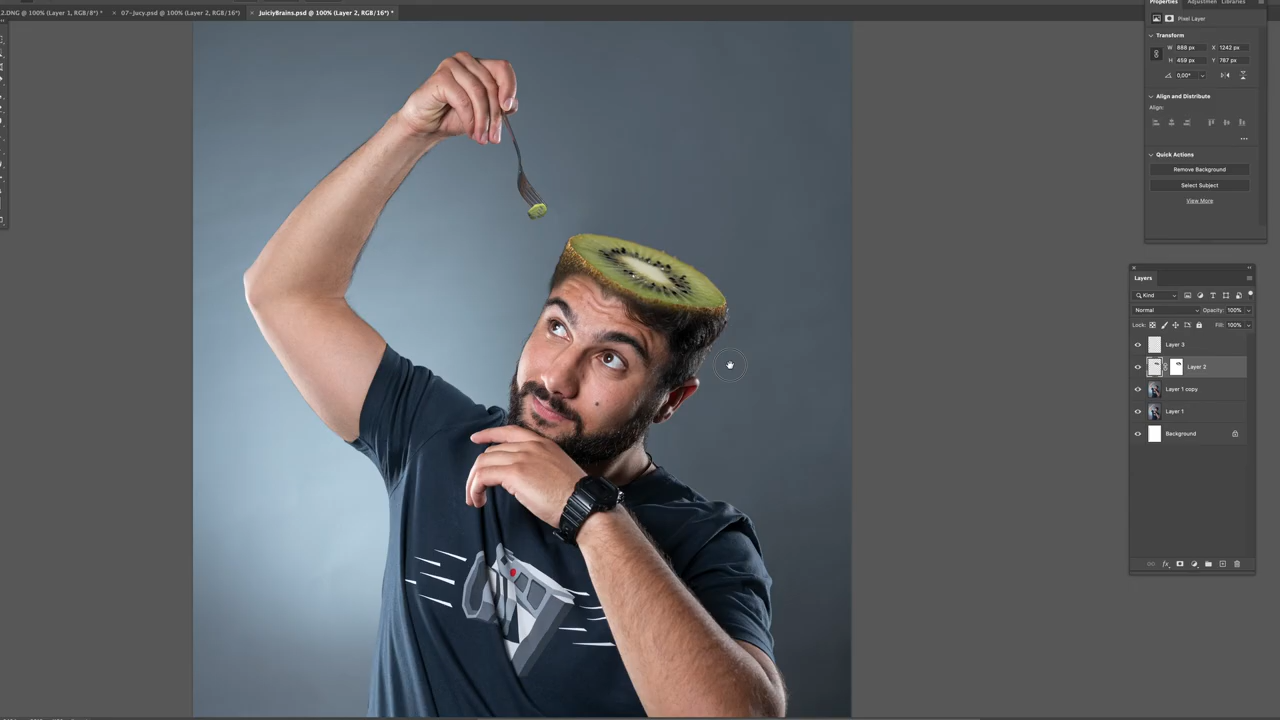 2.DNG @ 100% (Layer 1, RGB/8*) *
07-Jucy.psd @ 100% (Layer 2, RGB/16*)
JuiciyBrains.psd @ 100% (Layer 2, RGB/16*) *
Properties
Adjustmen
Libraries
Pixel Layer
Transform
W 888 px X 1242 px
H 459 px Y 787 px
0,00°
Align and Distribute
Align:
Quick Actions
Remove Background
Select Subject
View More
Layers
Kind
Normal Opacity: 100%
Lock: Fill: 100%
Layer 3
Layer 2
Layer 1 copy
Layer 1
Background